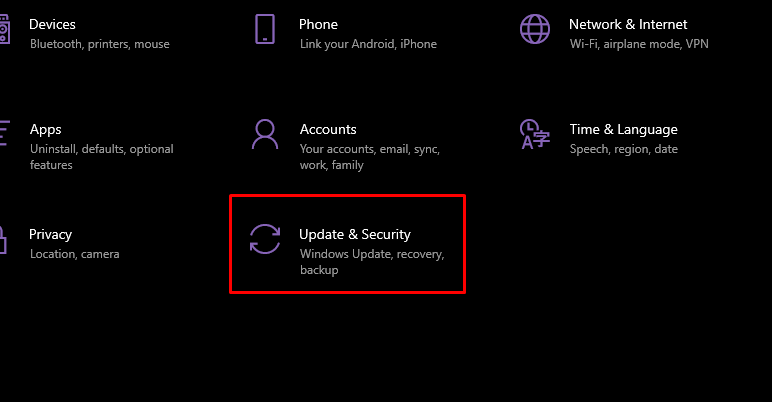 Devices
Bluetooth, printers, mouse
Phone
Link your Android, iPhone
Network & Internet
Wi-Fi, airplane mode, VPN
Apps
Uninstall, defaults, optional
features
Accounts
Your accounts, email, sync,
work, family
Time & Language
Speech, region, date
Privacy
Location, camera
Update & Security
Windows Update, recovery,
backup